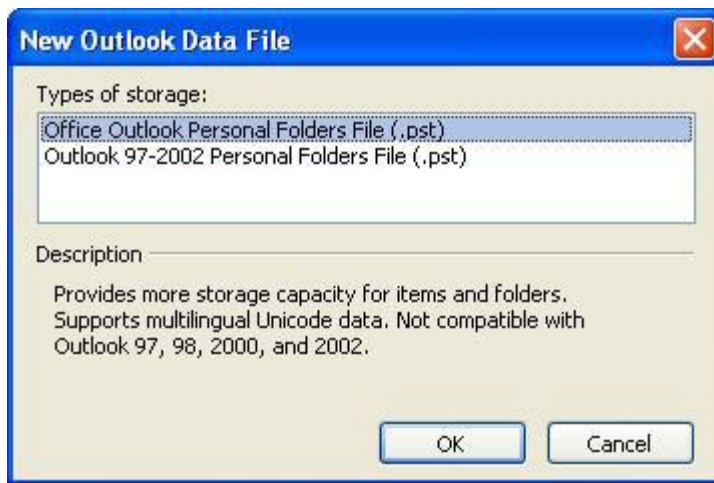 New Outlook Data File
Types of storage:
Office Outlook Personal Folders File (.pst)
Outlook 97-2002 Personal Folders File (.pst)
Description
Provides more storage capacity for items and folders.
Supports multilingual Unicode data. Not compatible with
Outlook 97, 98, 2000, and 2002.
OK
Cancel